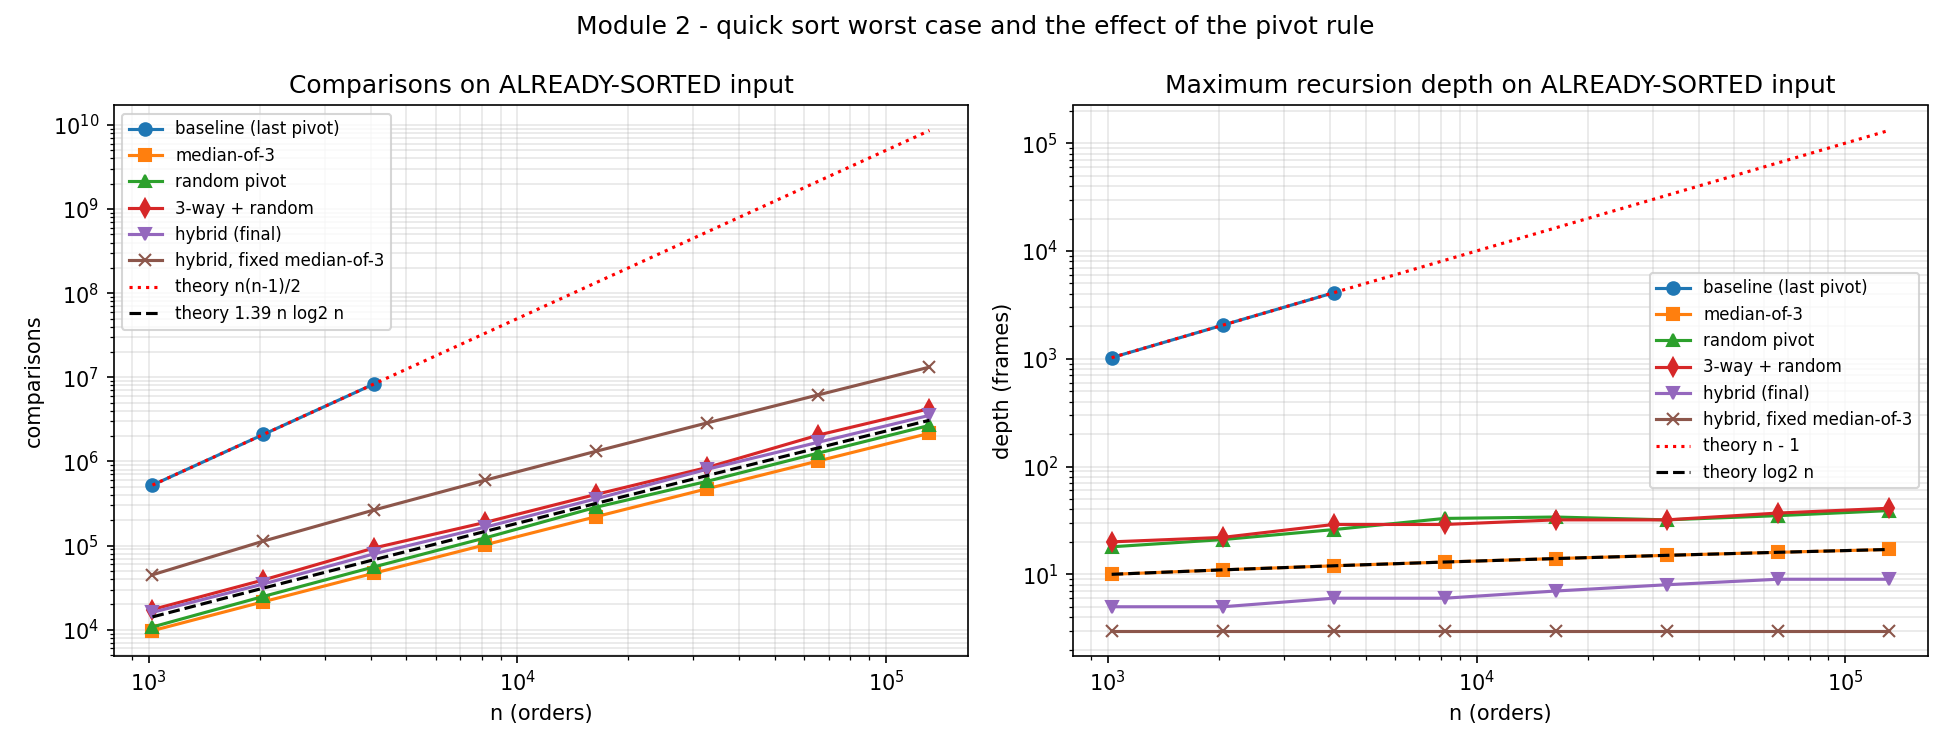 Module 2 - quick sort worst case and the effect of the pivot rule
Comparisons on ALREADY-SORTED input
comparisons
10^10
10^9
10^8
10^7
10^6
10^5
10^4
baseline (last pivot)
median-of-3
random pivot
3-way + random
hybrid (final)
hybrid, fixed median-of-3
theory n(n-1)/2
theory 1.39 n log2 n
10^3
10^4
10^5
n (orders)
Maximum recursion depth on ALREADY-SORTED input
depth (frames)
10^5
10^4
10^3
10^2
10^1
baseline (last pivot)
median-of-3
random pivot
3-way + random
hybrid (final)
hybrid, fixed median-of-3
theory n - 1
theory log2 n
10^3
10^4
10^5
n (orders)